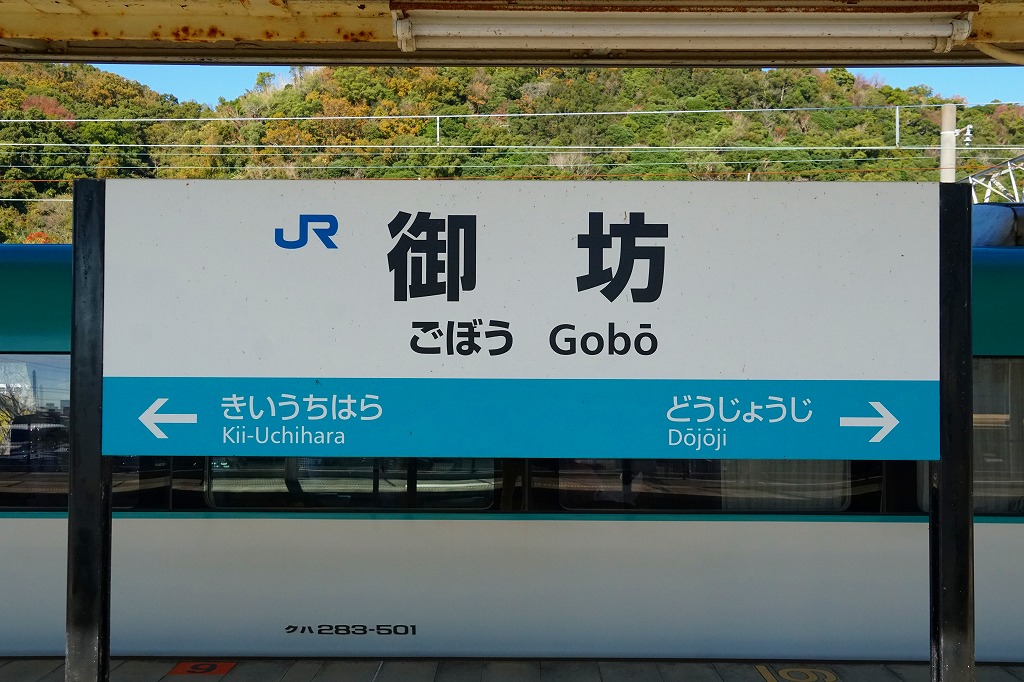 JR 御坊
ごぼう Gobō
← きいうちはら
Kii-Uchihara
どうじょうじ →
Dōjōji
クハ283-501
9